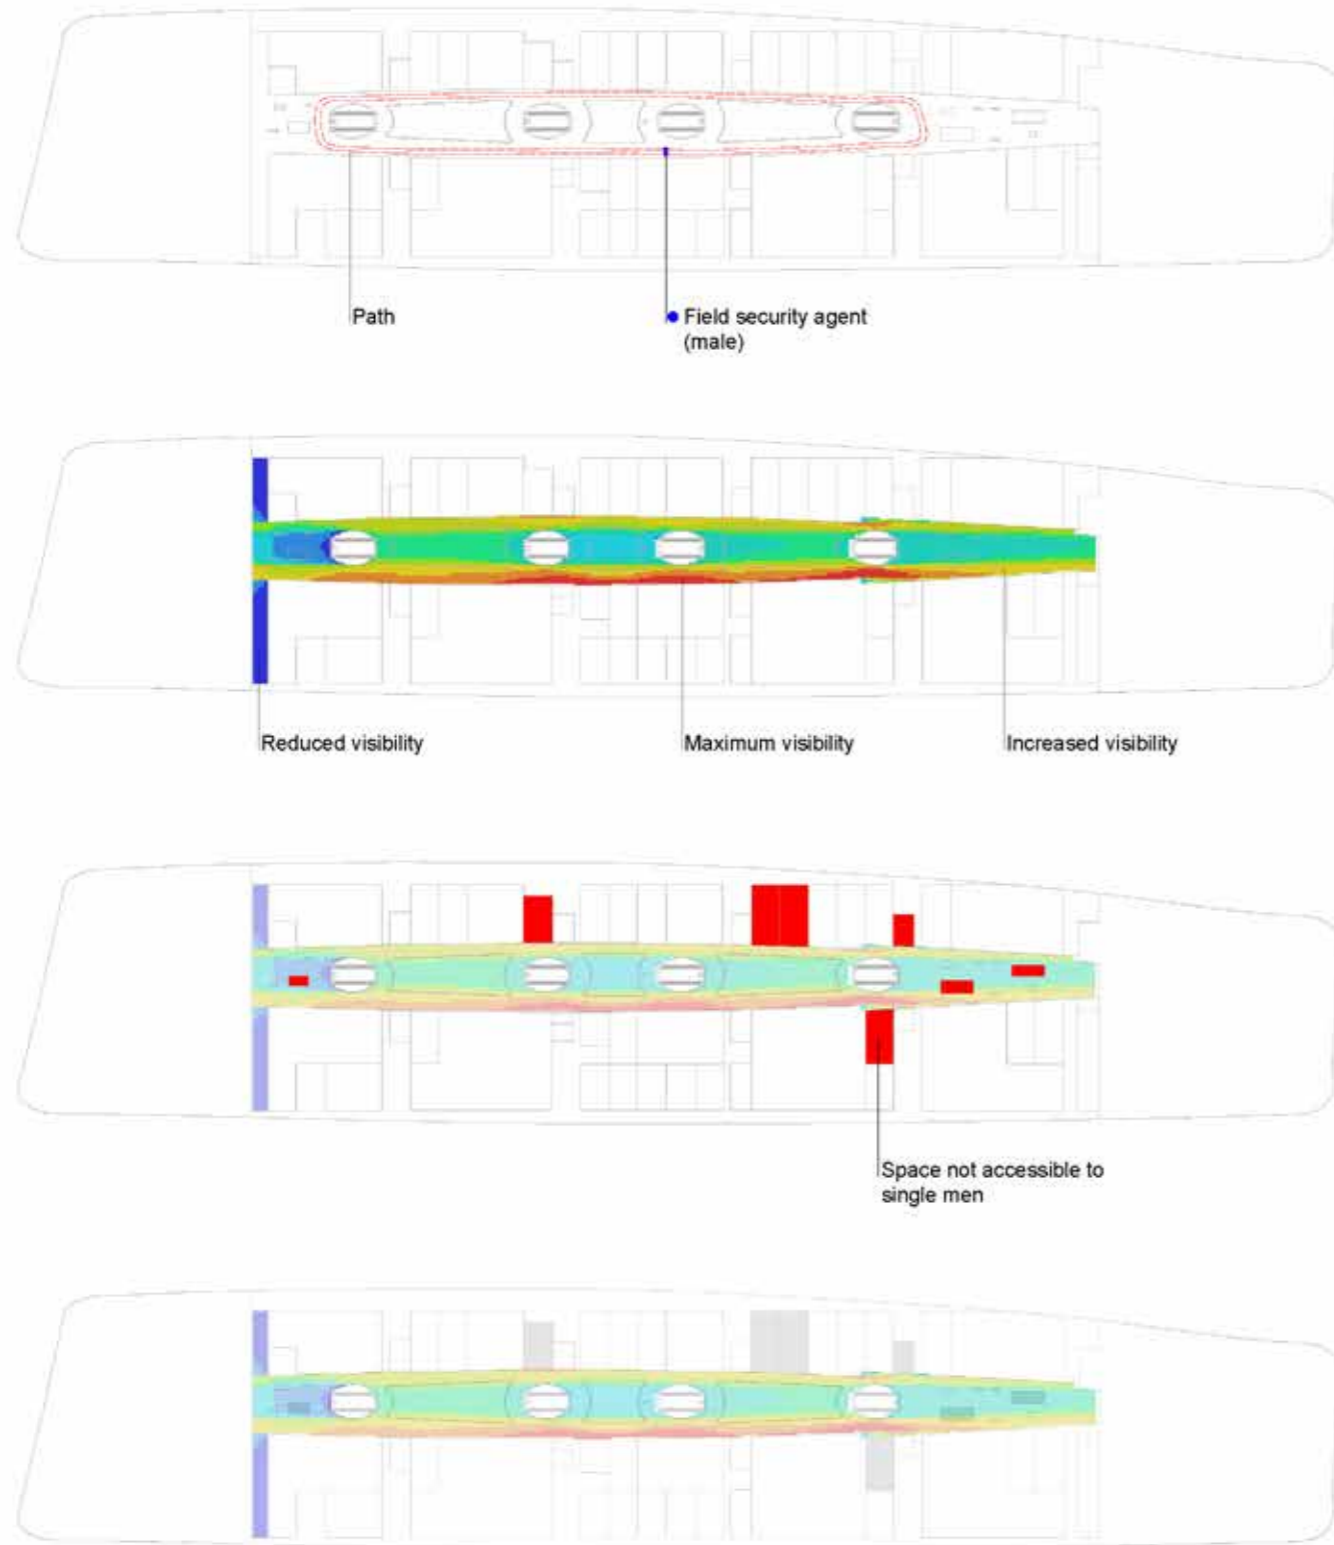 Path
Field security agent
(male)
Reduced visibility
Maximum visibility
Increased visibility
Space not accessible to
single men